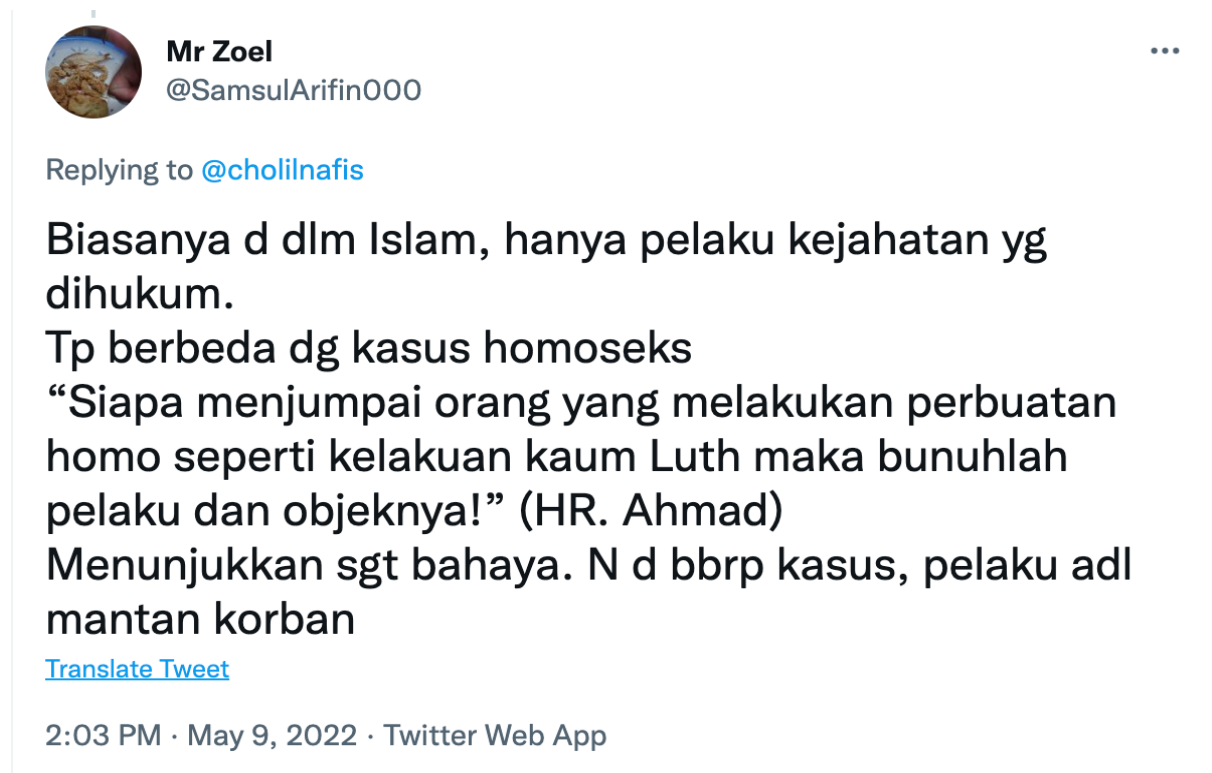 Mr Zoel
@SamsulArifin000
Replying to @cholilnafis
Biasanya d dlm Islam, hanya pelaku kejahatan yg
dihukum.
Tp berbeda dg kasus homoseks
“Siapa menjumpai orang yang melakukan perbuatan
homo seperti kelakuan kaum Luth maka bunuhlah
pelaku dan objeknya!” (HR. Ahmad)
Menunjukkan sgt bahaya. N d bbrp kasus, pelaku adl
mantan korban
Translate Tweet
2:03 PM · May 9, 2022 · Twitter Web App